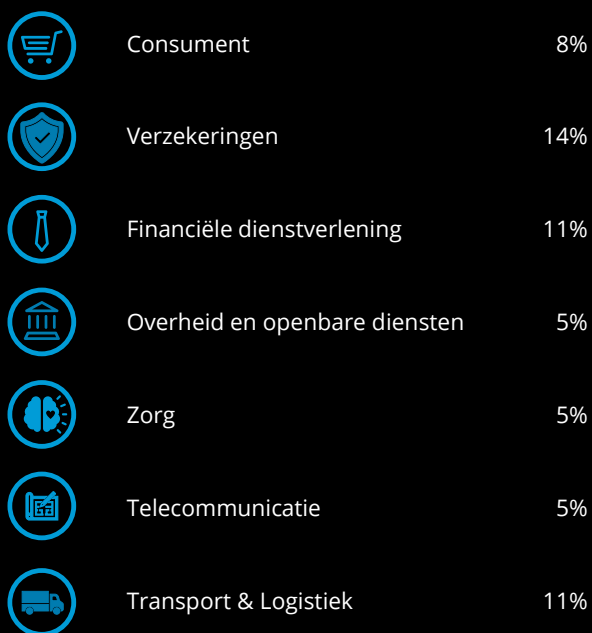 Consument 8%
Verzekeringen 14%
Financiële dienstverlening 11%
Overheid en openbare diensten 5%
Zorg 5%
Telecommunicatie 5%
Transport & Logistiek 11%